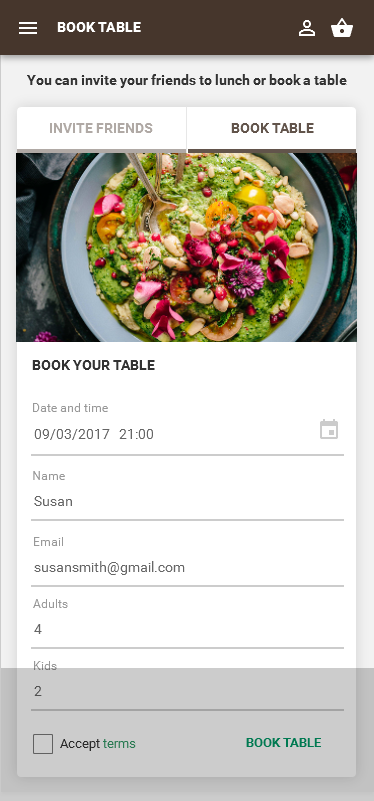 BOOK TABLE
You can invite your friends to lunch or book a table
INVITE FRIENDS
BOOK TABLE
BOOK YOUR TABLE
Date and time
09/03/2017 21:00
Name
Susan
Email
susansmith@gmail.com
Adults
4
Kids
2
Accept terms
BOOK TABLE